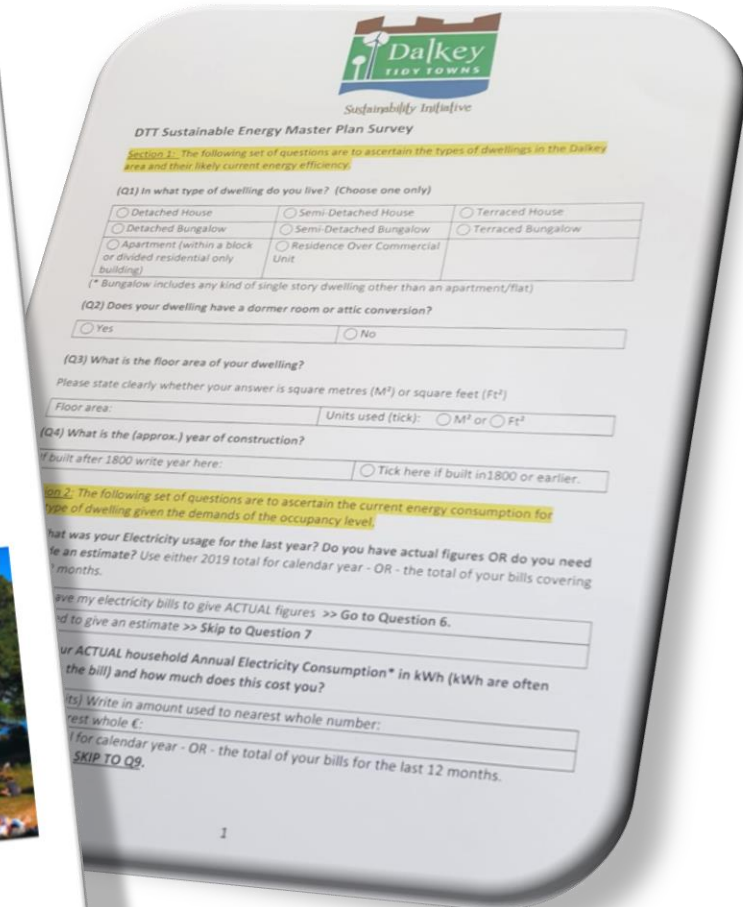 Dalkey
TIDY TOWNS
Sustainability Initiative
DTT Sustainable Energy Master Plan Survey
Section 1: The following set of questions are to ascertain the types of dwellings in the Dalkey
area and their likely current energy efficiency.
(Q1) In what type of dwelling do you live? (Choose one only)
Detached House Semi-Detached House Terraced House
Detached Bungalow Semi-Detached Bungalow Terraced Bungalow
Apartment (within a block Residence Over Commercial
or divided residential only Unit
building)
(* Bungalow includes any kind of single story dwelling other than an apartment/flat)
(Q2) Does your dwelling have a dormer room or attic conversion?
Yes No
(Q3) What is the floor area of your dwelling?
Please state clearly whether your answer is square metres (M²) or square feet (Ft²)
Floor area: Units used (tick): M² or Ft²
(Q4) What is the (approx.) year of construction?
f built after 1800 write year here: Tick here if built in1800 or earlier.
ion 2: The following set of questions are to ascertain the current energy consumption for
type of dwelling given the demands of the occupancy level.
hat was your Electricity usage for the last year? Do you have actual figures OR do you need
e an estimate? Use either 2019 total for calendar year - OR - the total of your bills covering
months.
ave my electricity bills to give ACTUAL figures >> Go to Question 6.
d to give an estimate >> Skip to Question 7
ur ACTUAL household Annual Electricity Consumption* in kWh (kWh are often
the bill) and how much does this cost you?
its) Write in amount used to nearest whole number:
rest whole €:
l for calendar year - OR - the total of your bills for the last 12 months.
SKIP TO Q9.
1